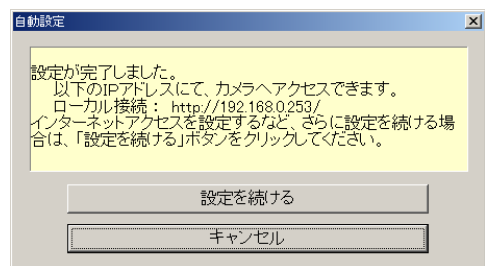 自動設定
設定が完了しました。
以下のIPアドレスにて、カメラへアクセスできます。
ローカル接続： http://192.168.0.253/
インターネットアクセスを設定するなど、さらに設定を続ける場
合は、「設定を続ける」ボタンをクリックしてください。
設定を続ける
キャンセル